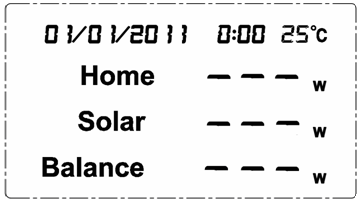 01/01/2011 0:00 25°C
Home — — — w
Solar — — — w
Balance — — — w